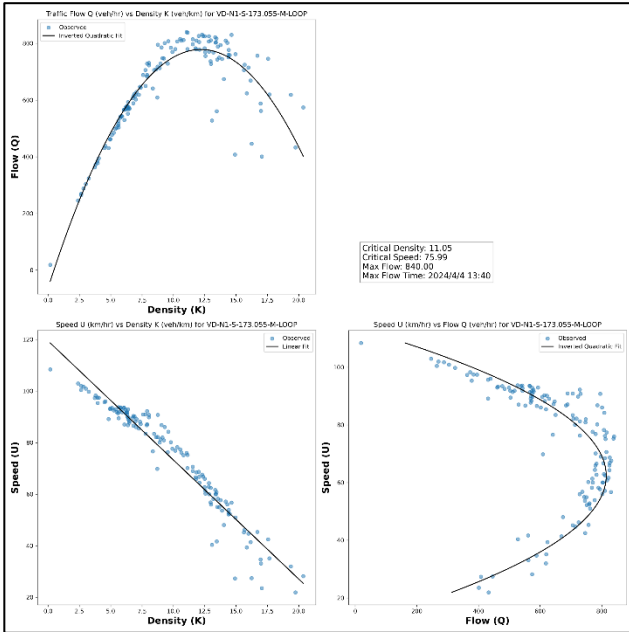 Traffic Flow Q (veh/hr) vs Density K (veh/km) for VD-N1-S-173.055-M-LOOP
Observed
Inverted Quadratic Fit
800
600
400
200
0
Flow (Q)
0.0 2.5 5.0 7.5 10.0 12.5 15.0 17.5 20.0
Density (K)
Critical Density: 11.05
Critical Speed: 75.99
Max Flow: 840.00
Max Flow Time: 2024/4/4 13:40
Speed U (km/hr) vs Density K (veh/km) for VD-N1-S-173.055-M-LOOP
Observed
Linear Fit
120
100
80
60
40
20
Speed (U)
0.0 2.5 5.0 7.5 10.0 12.5 15.0 17.5 20.0
Density (K)
Speed U (km/hr) vs Flow Q (veh/hr) for VD-N1-S-173.055-M-LOOP
Observed
Inverted Quadratic Fit
100
80
60
40
20
Speed (U)
0 200 400 600 800
Flow (Q)